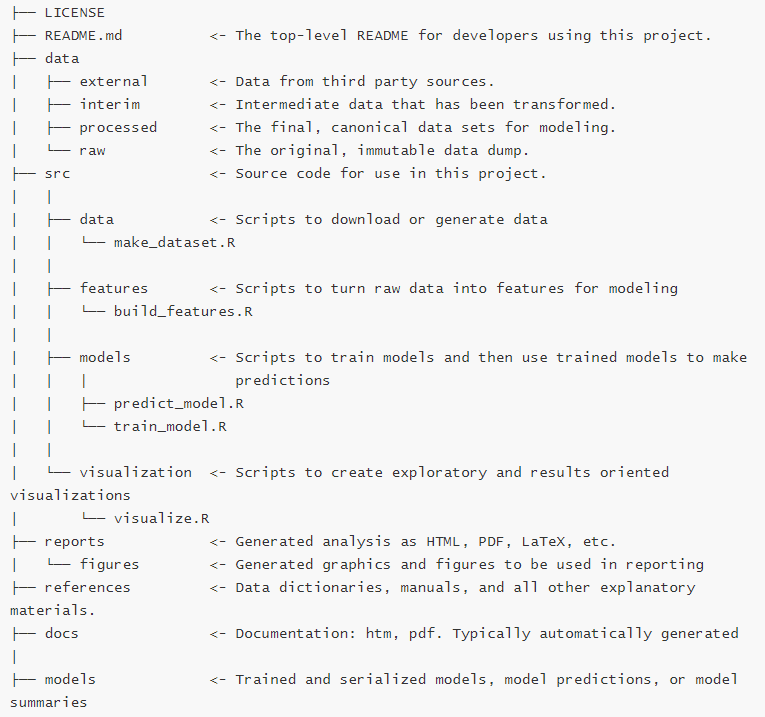 ├── LICENSE
├── README.md          <- The top-level README for developers using this project.
├── data
|   ├── external       <- Data from third party sources.
|   ├── interim        <- Intermediate data that has been transformed.
|   ├── processed      <- The final, canonical data sets for modeling.
|   └── raw            <- The original, immutable data dump.
├── src                <- Source code for use in this project.
|   |
|   ├── data           <- Scripts to download or generate data
|   |   └── make_dataset.R
|   |
|   ├── features       <- Scripts to turn raw data into features for modeling
|   |   └── build_features.R
|   |
|   ├── models         <- Scripts to train models and then use trained models to make
|   |   |                 predictions
|   |   ├── predict_model.R
|   |   └── train_model.R
|   |
|   └── visualization  <- Scripts to create exploratory and results oriented
visualizations
|       └── visualize.R
├── reports            <- Generated analysis as HTML, PDF, LaTeX, etc.
|   └── figures        <- Generated graphics and figures to be used in reporting
├── references         <- Data dictionaries, manuals, and all other explanatory
materials.
├── docs               <- Documentation: htm, pdf. Typically automatically generated
|
├── models             <- Trained and serialized models, model predictions, or model
summaries